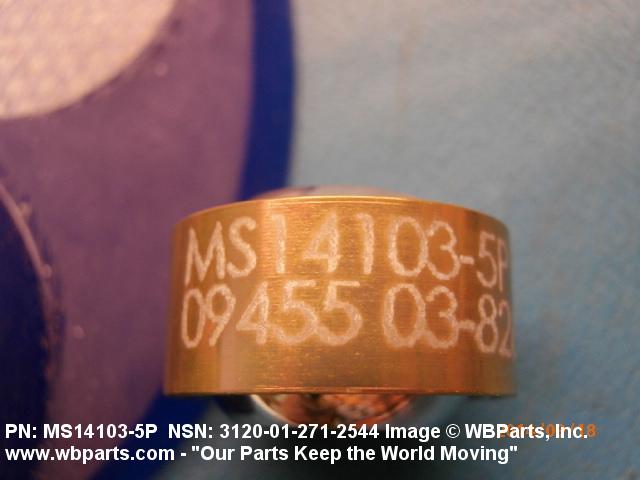 MS14103-5P
09455 03-82
PN: MS14103-5P NSN: 3120-01-271-2544 Image © WBParts, Inc.
www.wbparts.com - "Our Parts Keep the World Moving"